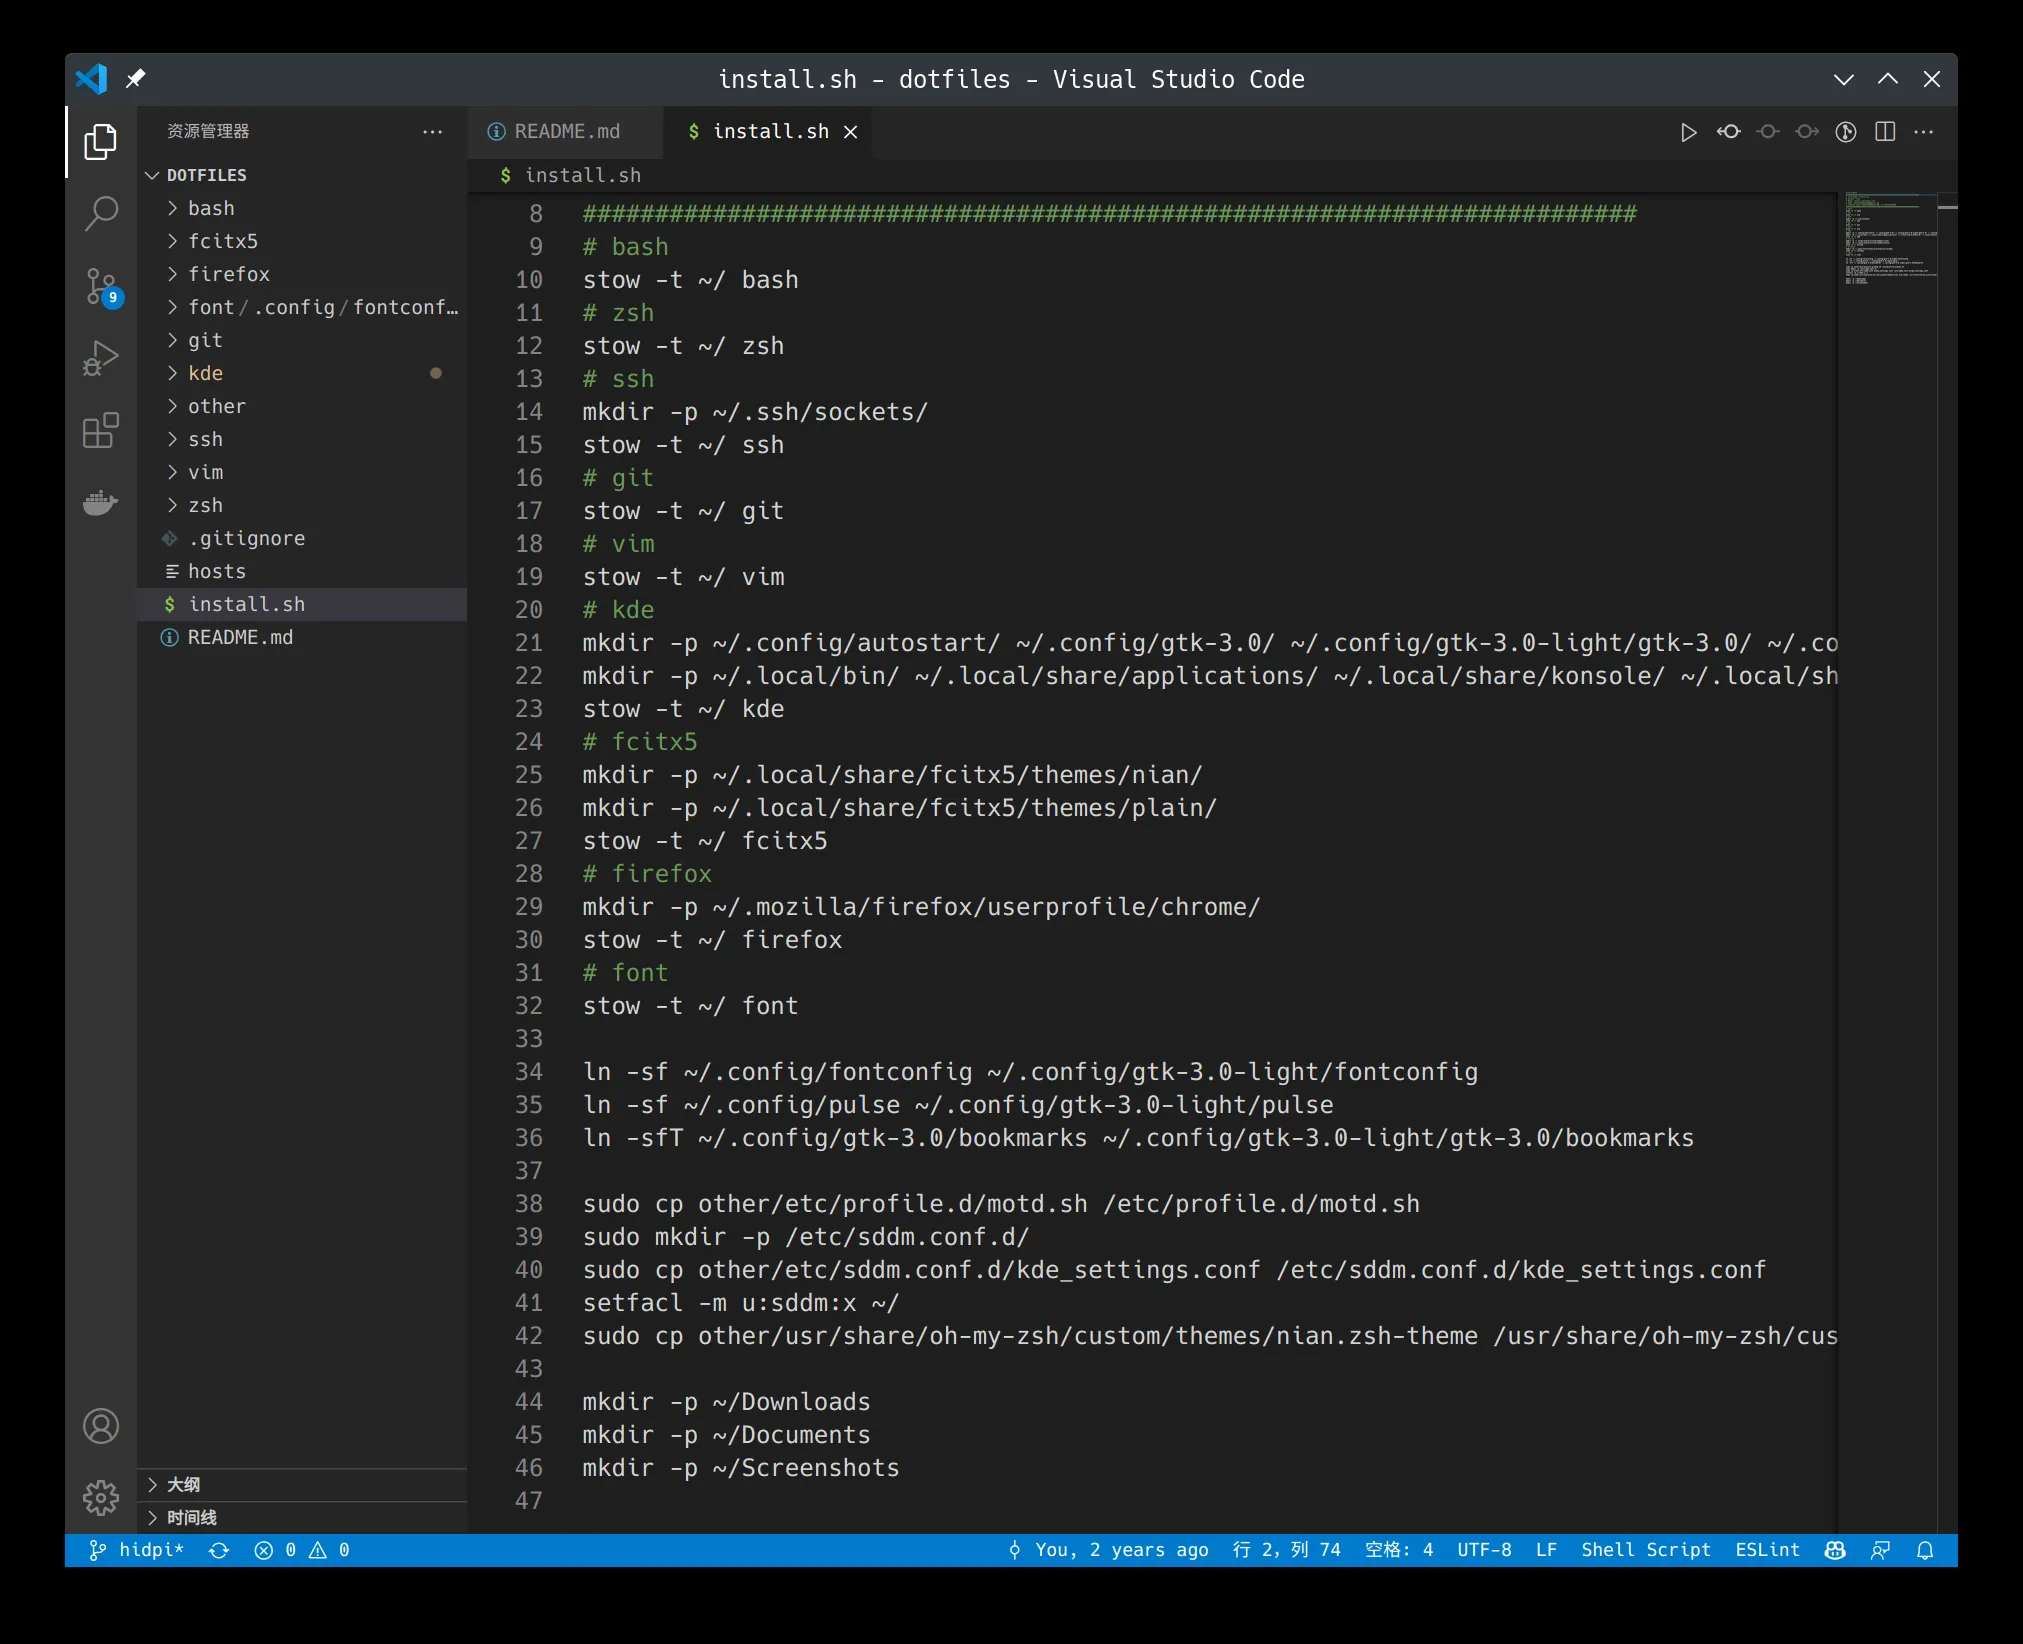 install.sh - dotfiles - Visual Studio Code
资源管理器
DOTFILES
bash
fcitx5
firefox
font/.config/fontconf…
git
kde
other
ssh
vim
zsh
.gitignore
hosts
install.sh
README.md
大纲
时间线
9
README.md
$ install.sh
$ install.sh
8 #########################################################################
9 # bash
10 stow -t ~/ bash
11 # zsh
12 stow -t ~/ zsh
13 # ssh
14 mkdir -p ~/.ssh/sockets/
15 stow -t ~/ ssh
16 # git
17 stow -t ~/ git
18 # vim
19 stow -t ~/ vim
20 # kde
21 mkdir -p ~/.config/autostart/ ~/.config/gtk-3.0/ ~/.config/gtk-3.0-light/gtk-3.0/ ~/.co
22 mkdir -p ~/.local/bin/ ~/.local/share/applications/ ~/.local/share/konsole/ ~/.local/sh
23 stow -t ~/ kde
24 # fcitx5
25 mkdir -p ~/.local/share/fcitx5/themes/nian/
26 mkdir -p ~/.local/share/fcitx5/themes/plain/
27 stow -t ~/ fcitx5
28 # firefox
29 mkdir -p ~/.mozilla/firefox/userprofile/chrome/
30 stow -t ~/ firefox
31 # font
32 stow -t ~/ font
33
34 ln -sf ~/.config/fontconfig ~/.config/gtk-3.0-light/fontconfig
35 ln -sf ~/.config/pulse ~/.config/gtk-3.0-light/pulse
36 ln -sfT ~/.config/gtk-3.0/bookmarks ~/.config/gtk-3.0-light/gtk-3.0/bookmarks
37
38 sudo cp other/etc/profile.d/motd.sh /etc/profile.d/motd.sh
39 sudo mkdir -p /etc/sddm.conf.d/
40 sudo cp other/etc/sddm.conf.d/kde_settings.conf /etc/sddm.conf.d/kde_settings.conf
41 setfacl -m u:sddm:x ~/
42 sudo cp other/usr/share/oh-my-zsh/custom/themes/nian.zsh-theme /usr/share/oh-my-zsh/cus
43
44 mkdir -p ~/Downloads
45 mkdir -p ~/Documents
46 mkdir -p ~/Screenshots
47
hidpi* 0 0 You, 2 years ago 行 2，列 74 空格: 4 UTF-8 LF Shell Script ESLint